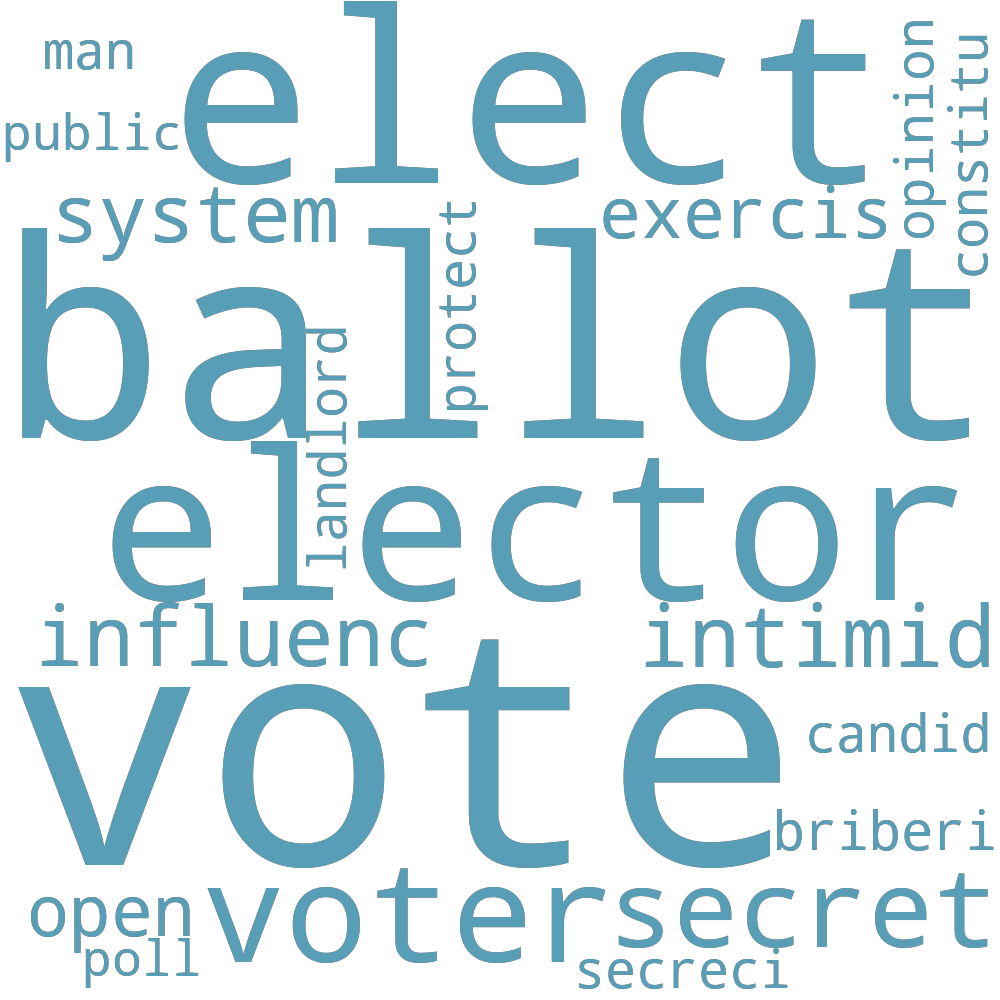 man
elect
opinion
constitu
public
system
exercis
protect
ballot
landlord
elector
influenc
intimid
vote
candid
briberi
open
voter
secret
poll
secreci